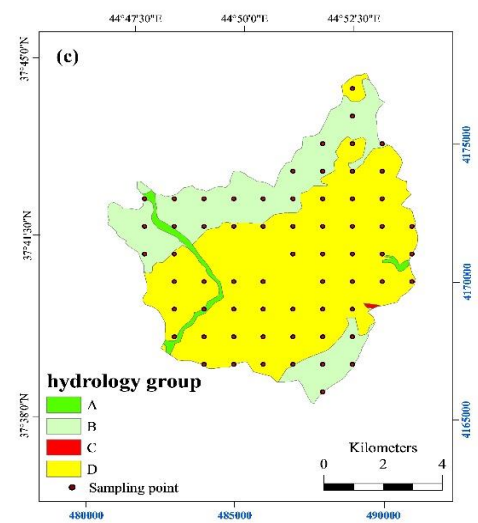 44°47'30"E 44°50'0"E 44°52'30"E
(c)
37°45'0"N
4175000
37°41'30"N
4170000
hydrology group
A
B
C
D
Sampling point
37°38'0"N
4165000
Kilometers
0 2 4
480000 485000 490000